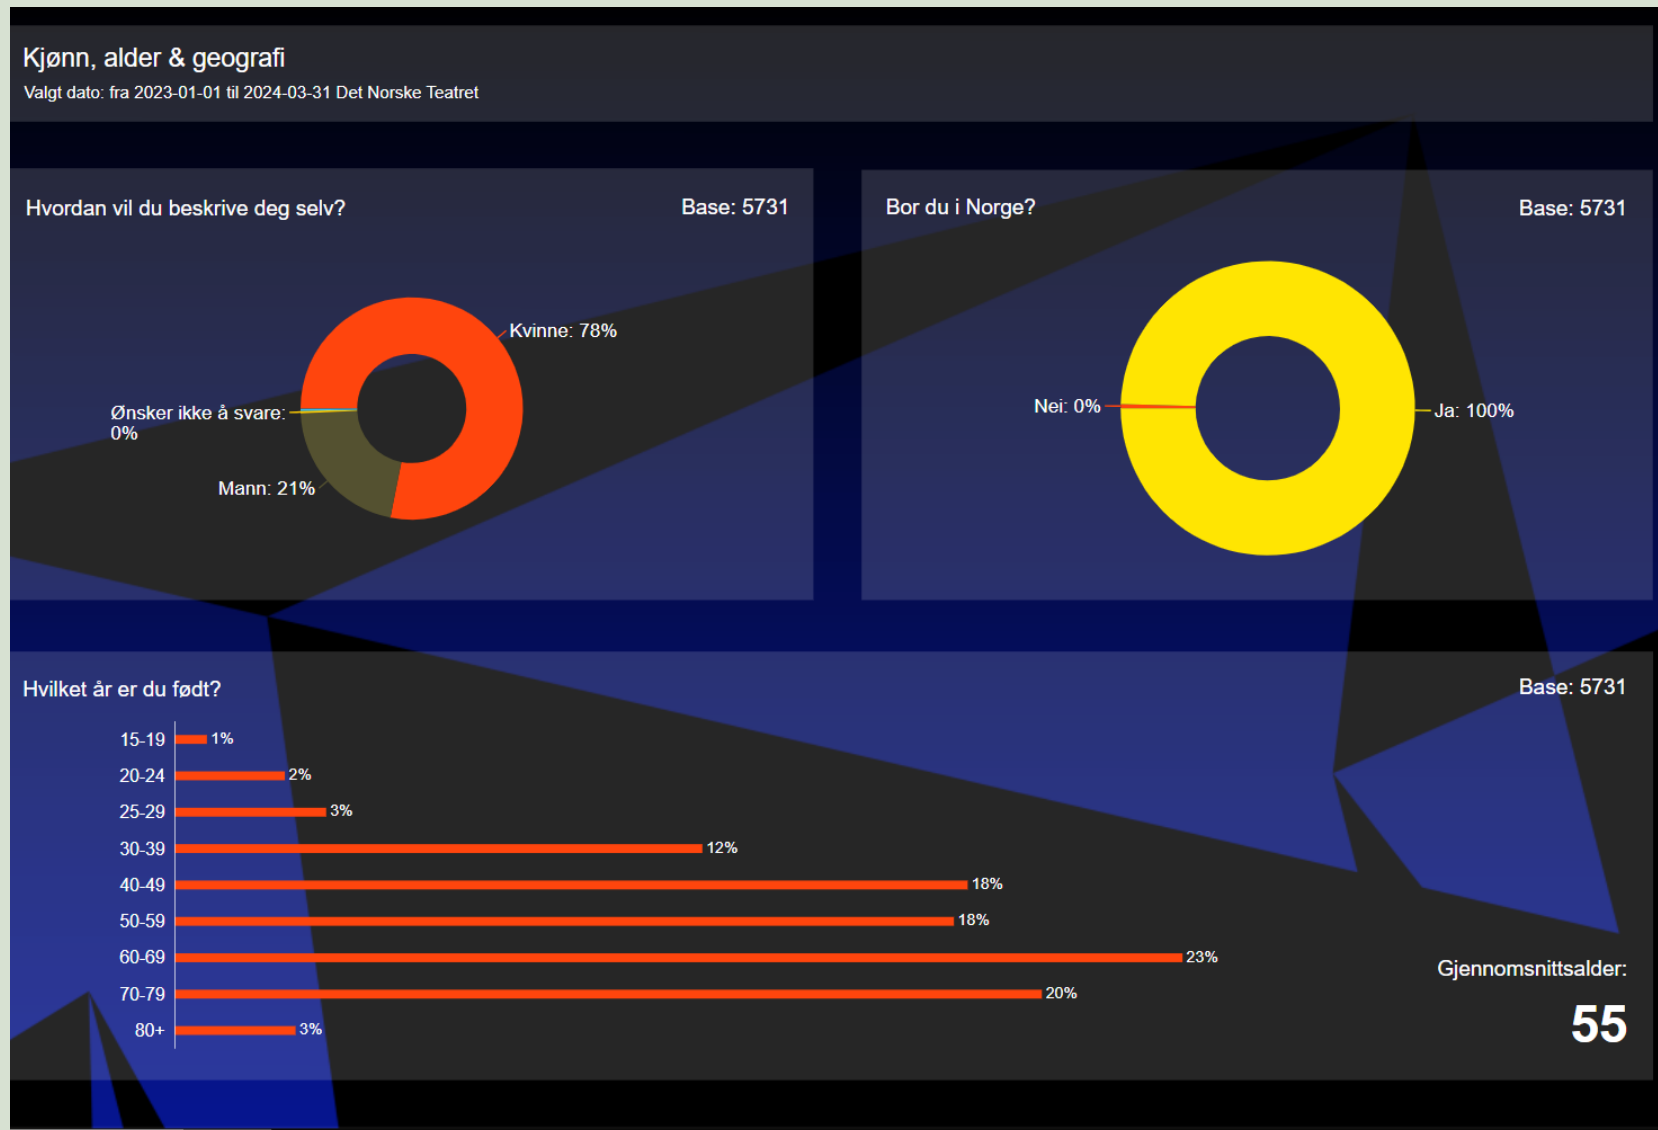 Kjønn, alder & geografi
Valgt dato: fra 2023-01-01 til 2024-03-31 Det Norske Teatret
Hvordan vil du beskrive deg selv?
Base: 5731
Kvinne: 78%
Ønsker ikke å svare:
0%
Mann: 21%
Bor du i Norge?
Base: 5731
Nei: 0%
Ja: 100%
Hvilket år er du født?
Base: 5731
15-19 1%
20-24 2%
25-29 3%
30-39 12%
40-49 18%
50-59 18%
60-69 23%
70-79 20%
80+ 3%
Gjennomsnittsalder:
55